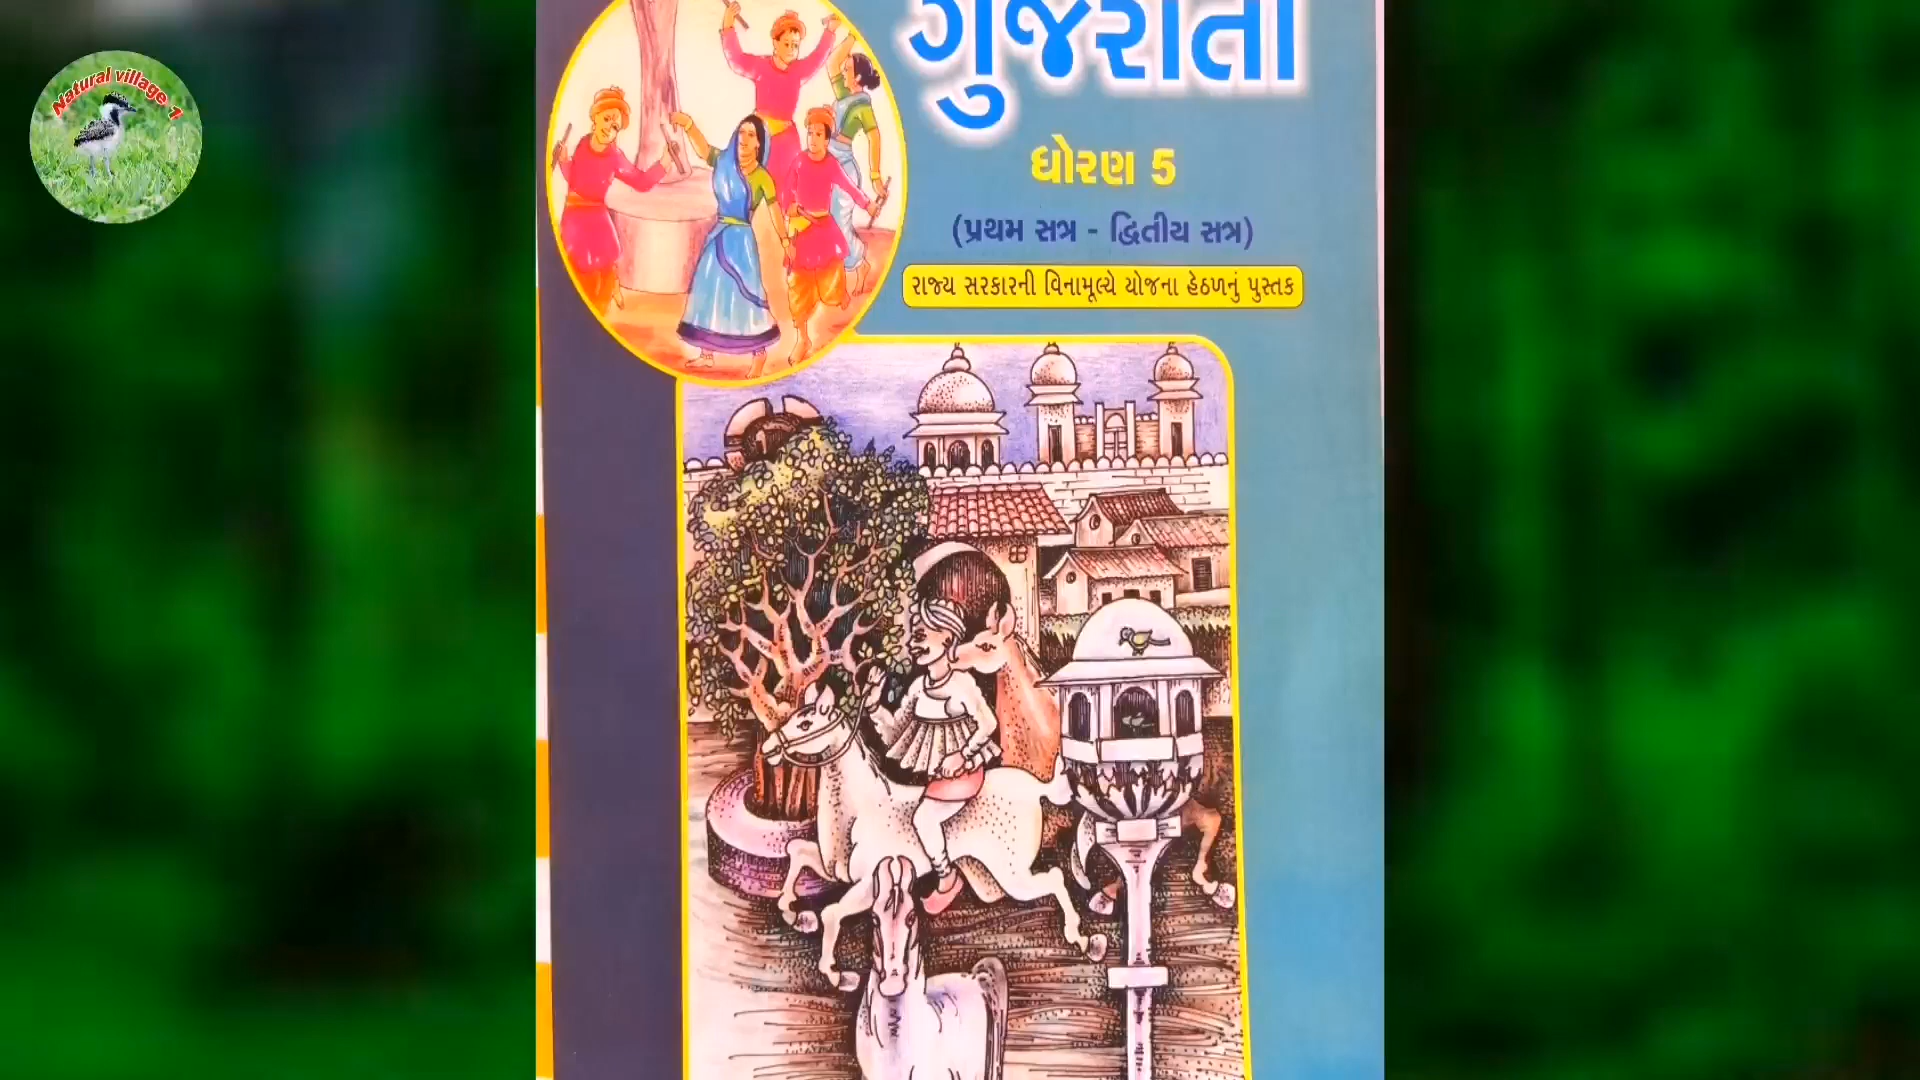 Natural village 1
ગુજરાતી
ધોરણ 5
(પ્રથમ સત્ર - દ્વિતીય સત્ર)
રાજ્ય સરકારની વિનામૂલ્યે યોજના હેઠળનું પુસ્તક